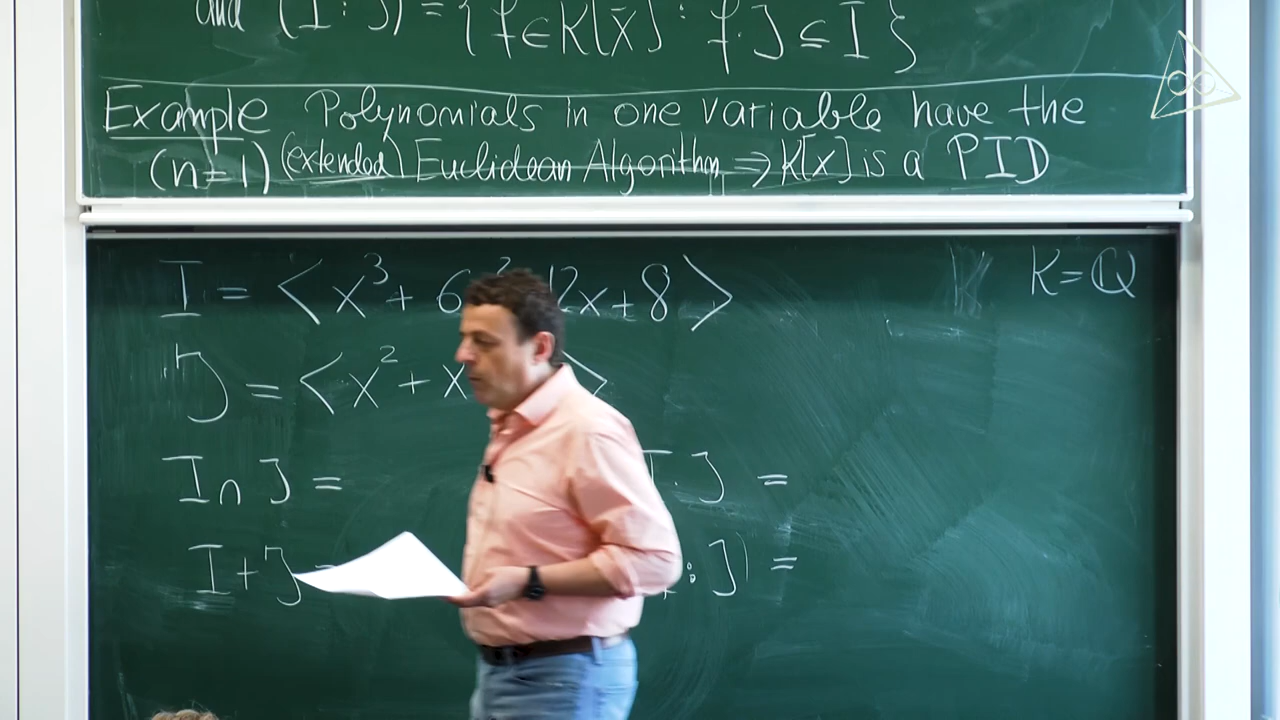 and (I : J) = { f ∈ K[x̄] : f·J ⊆ I }
Example Polynomials in one variable have the
(n=1) (extended) Euclidean Algorithm ⇒ K[x] is a PID
I = < x³ + 6 ² 12x + 8 > K = ℚ
J = < x² + x >
I ∩ J = I · J =
I + J = : J) =